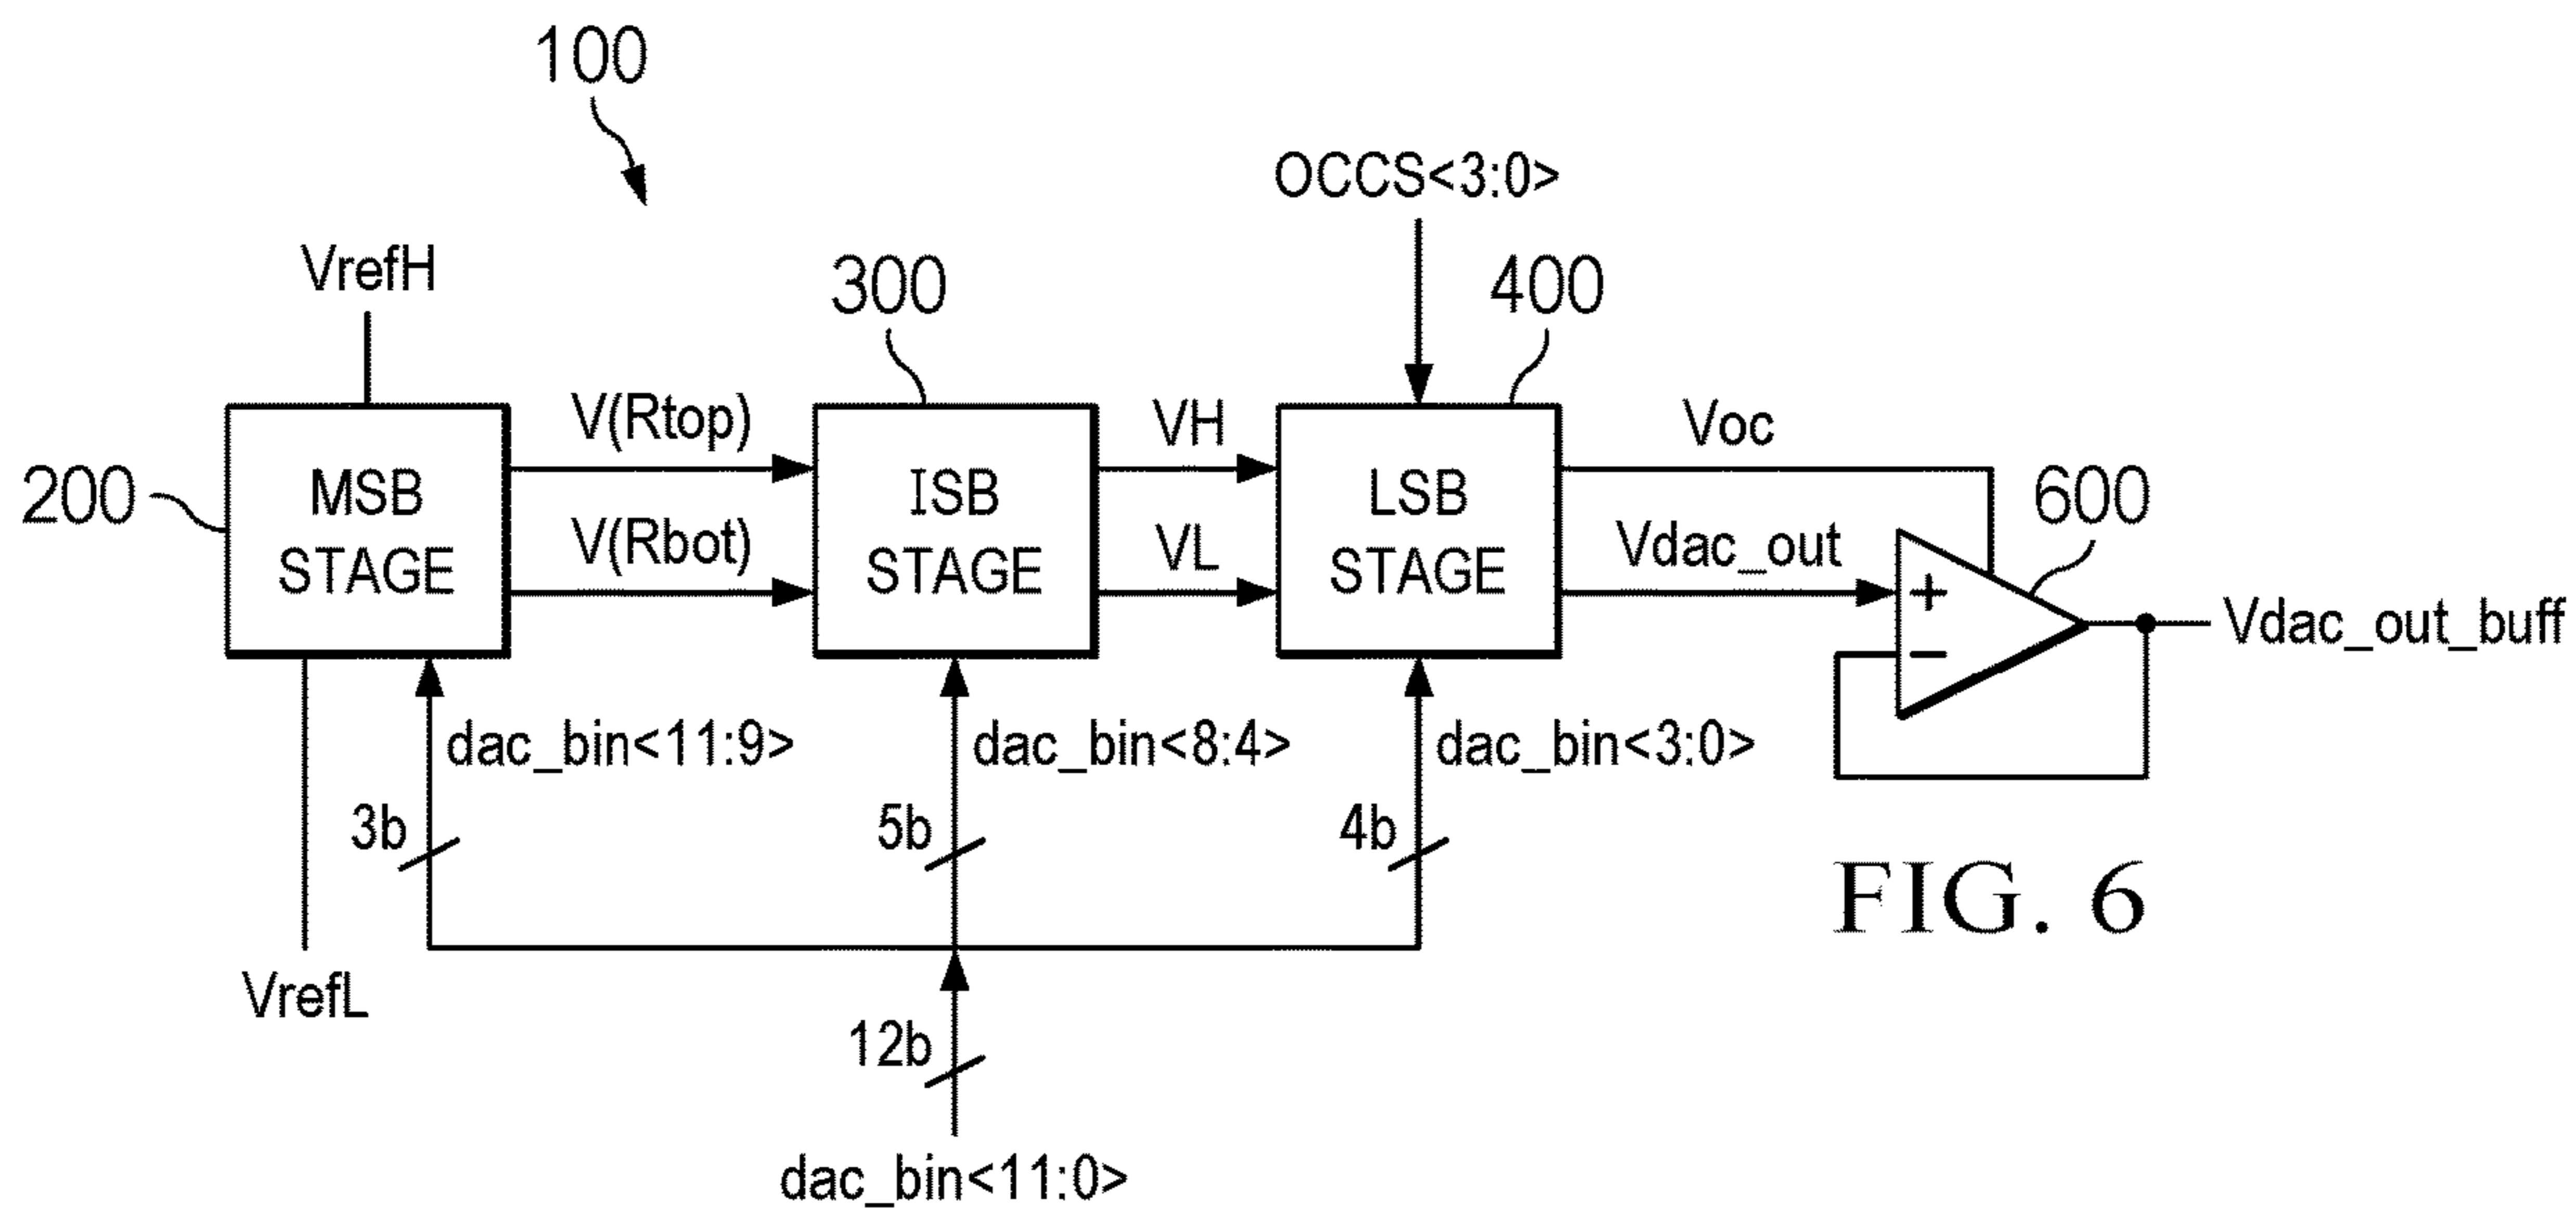 100
OCCS<3:0>
VrefH
300
400
V(Rtop)
VH
Voc
200
MSB
STAGE
ISB
STAGE
LSB
STAGE
600
V(Rbot)
VL
Vdac_out
+
−
Vdac_out_buff
dac_bin<11:9>
dac_bin<8:4>
dac_bin<3:0>
3b
5b
4b
FIG. 6
VrefL
12b
dac_bin<11:0>